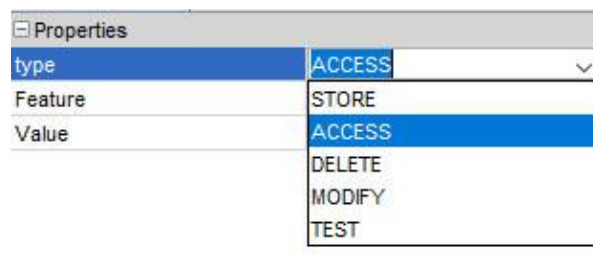 Properties
type ACCESS
Feature STORE
Value ACCESS
DELETE
MODIFY
TEST